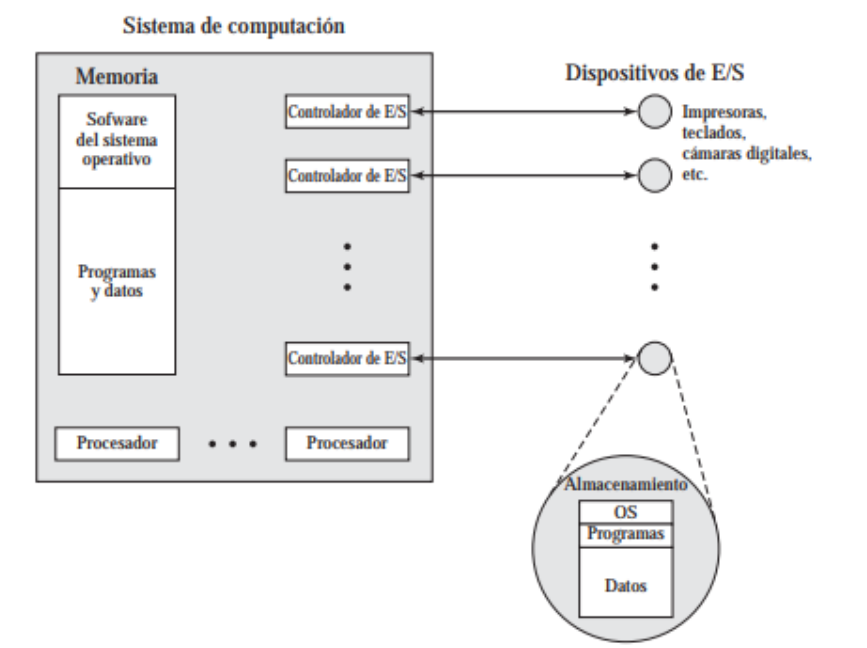 Sistema de computación
Memoria
Sofware
del sistema
operativo
Programas
y datos
Controlador de E/S
Controlador de E/S
Controlador de E/S
Procesador
Procesador
Dispositivos de E/S
Impresoras,
teclados,
cámaras digitales,
etc.
Almacenamiento
OS
Programas
Datos